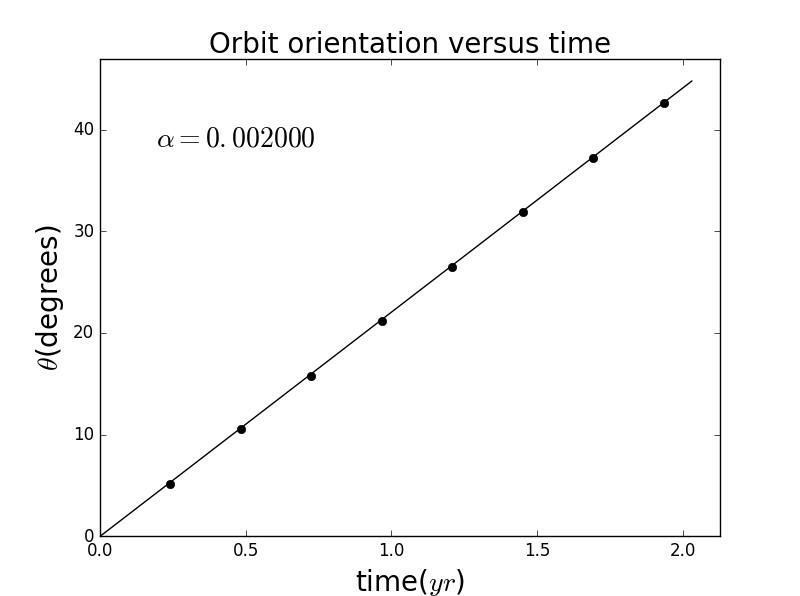 Orbit orientation versus time
α = 0.002000
θ(degrees)
40
30
20
10
0
0.0 0.5 1.0 1.5 2.0
time(yr)